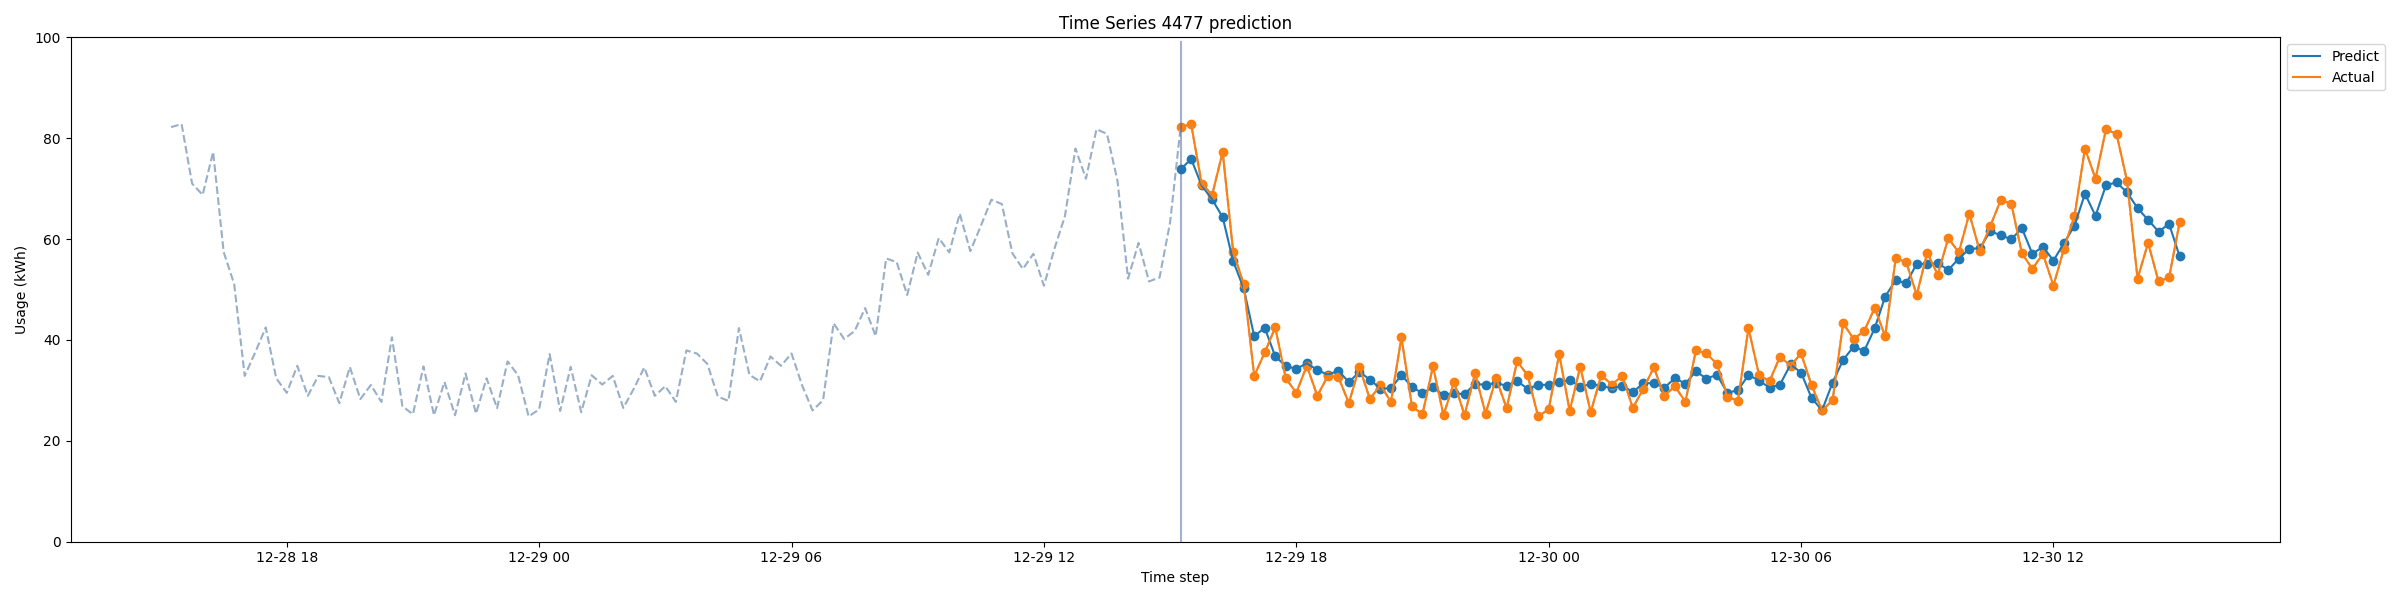 Time Series 4477 prediction
100
80
60
40
20
0
Usage (kWh)
12-28 18
12-29 00
12-29 06
12-29 12
12-29 18
12-30 00
12-30 06
12-30 12
Time step
Predict
Actual